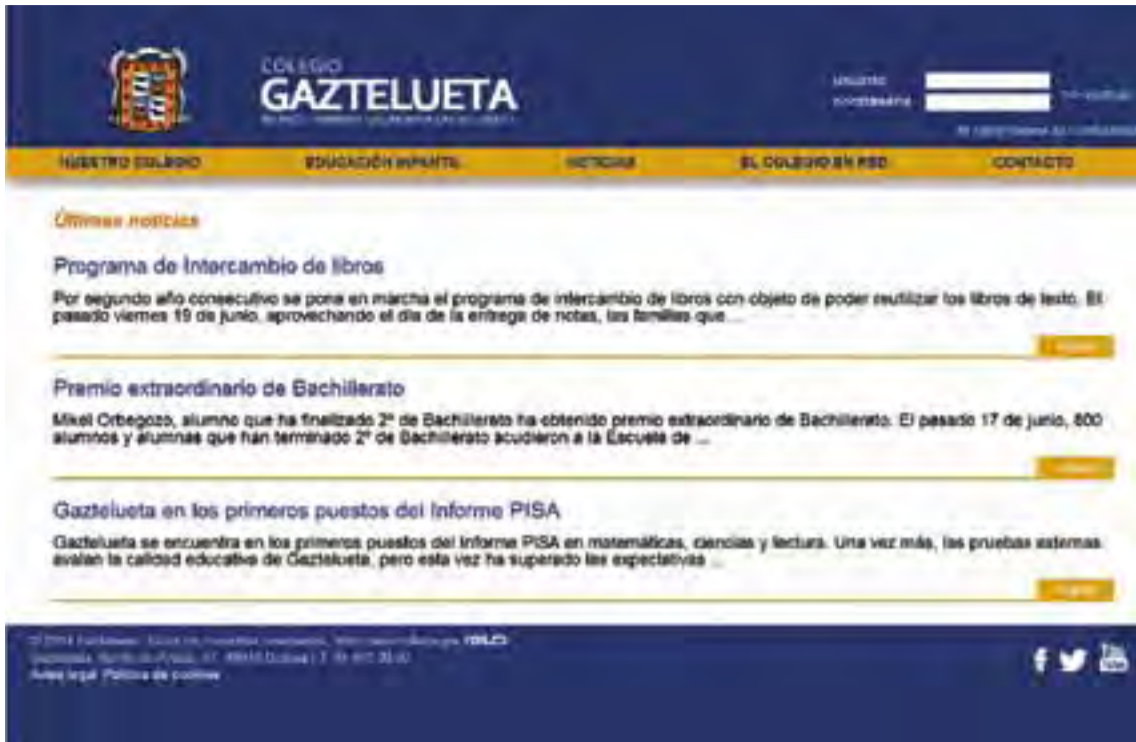 COLEGIO
GAZTELUETA
USUARIO
CONTRASEÑA
NUESTRO COLEGIO EDUCACIÓN INFANTIL NOTICIAS EL COLEGIO EN RED CONTACTO
Últimas noticias
Programa de Intercambio de libros
Por segundo año consecutivo se pone en marcha el programa de intercambio de libros con objeto de poder reutilizar los libros de texto. El
pasado viernes 19 de junio, aprovechando el día de la entrega de notas, las familias que ...
Premio extraordinario de Bachillerato
Mikel Orbegozo, alumno que ha finalizado 2º de Bachillerato ha obtenido premio extraordinario de Bachillerato. El pasado 17 de junio, 800
alumnos y alumnas que han terminado 2º de Bachillerato acudieron a la Escuela de ...
Gaztelueta en los primeros puestos del Informe PISA
Gaztelueta se encuentra en los primeros puestos del Informe PISA en matemáticas, ciencias y lectura. Una vez más, las pruebas externas
avalan la calidad educativa de Gaztelueta, pero esta vez ha superado las expectativas ...
Aviso legal Política de cookies
You Tube